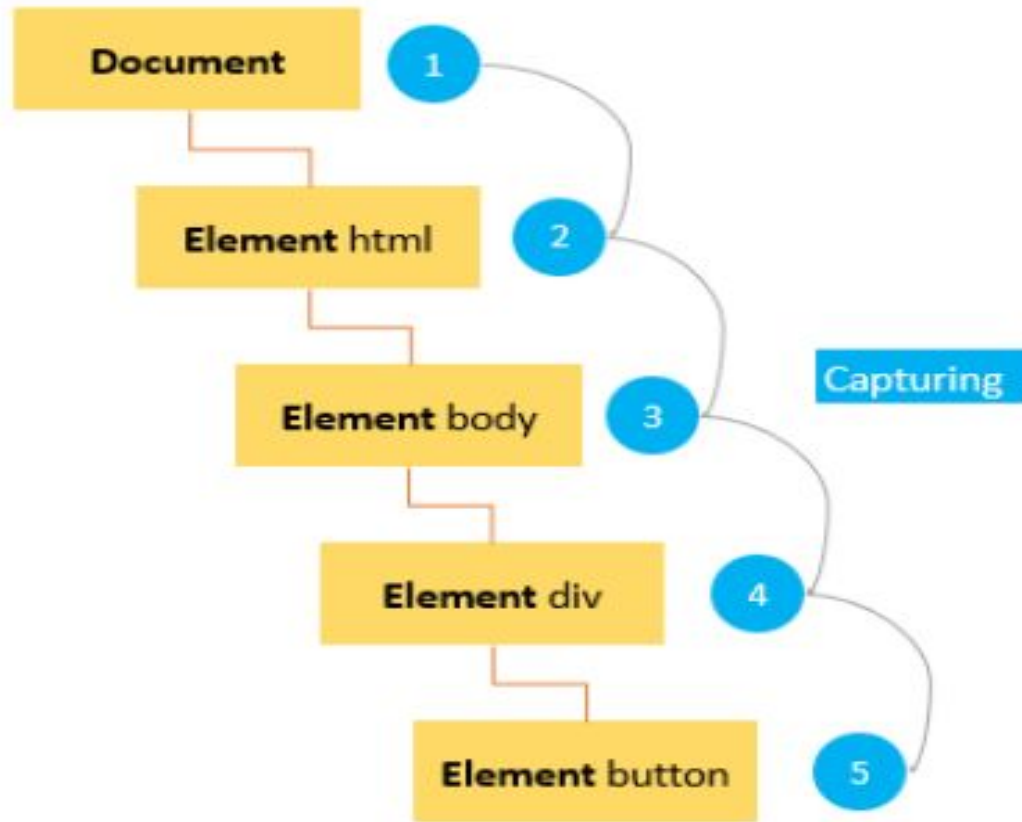 Document
1
Element html
2
Element body
3
Capturing
Element div
4
Element button
5